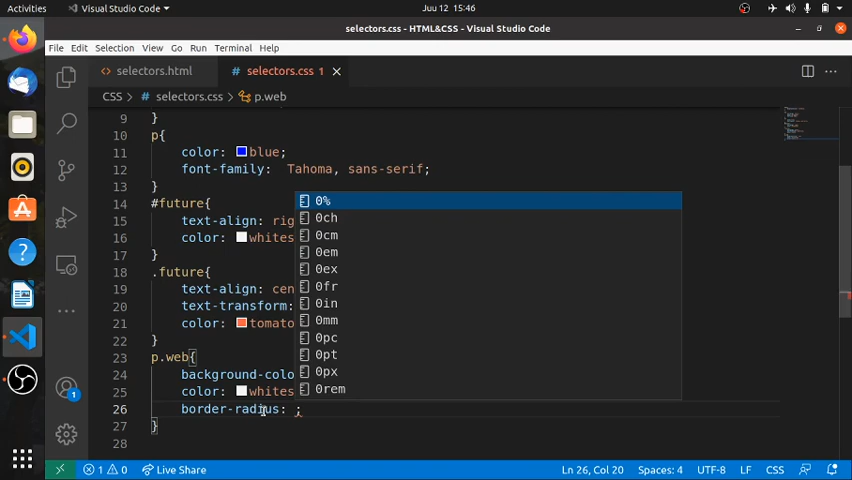 Activities Visual Studio Code Juu 12 15:46
selectors.css - HTML&CSS - Visual Studio Code
File Edit Selection View Go Run Terminal Help
selectors.html selectors.css 1
CSS > selectors.css > p.web
9 }
10 p{
11 color: blue;
12 font-family: Tahoma, sans-serif;
13 }
14 #future{
15 text-align: rig
16 color: whites
17 }
18 .future{
19 text-align: cen
20 text-transform:
21 color: tomato
22 }
23 p.web{
24 background-colo
25 color: whites
26 border-radius: ;
27 }
28
0%
0ch
0cm
0em
0ex
0fr
0in
0mm
0pc
0pt
0px
0rem
1 0 Live Share Ln 26, Col 20 Spaces: 4 UTF-8 LF CSS